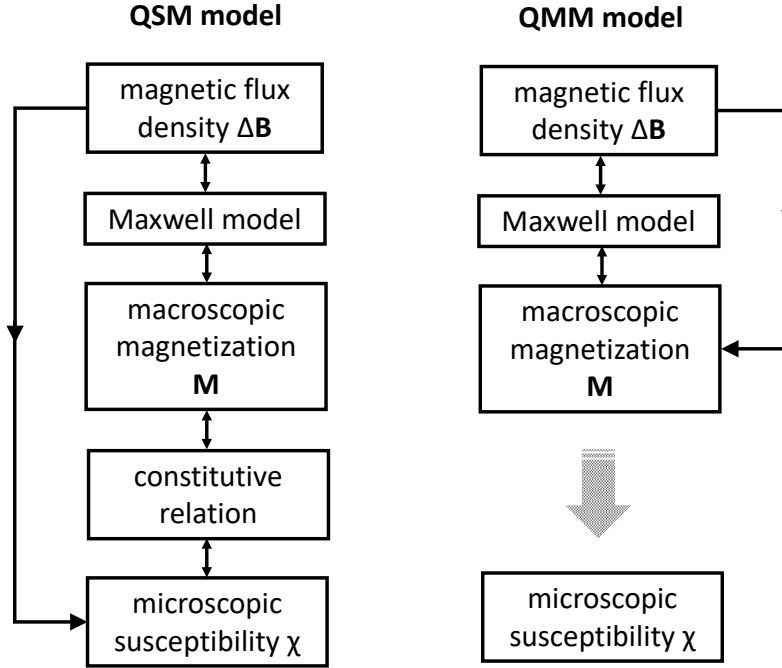 QSM model
magnetic flux
density ΔB
Maxwell model
macroscopic
magnetization
M
constitutive
relation
microscopic
susceptibility χ
QMM model
magnetic flux
density ΔB
Maxwell model
macroscopic
magnetization
M
microscopic
susceptibility χ